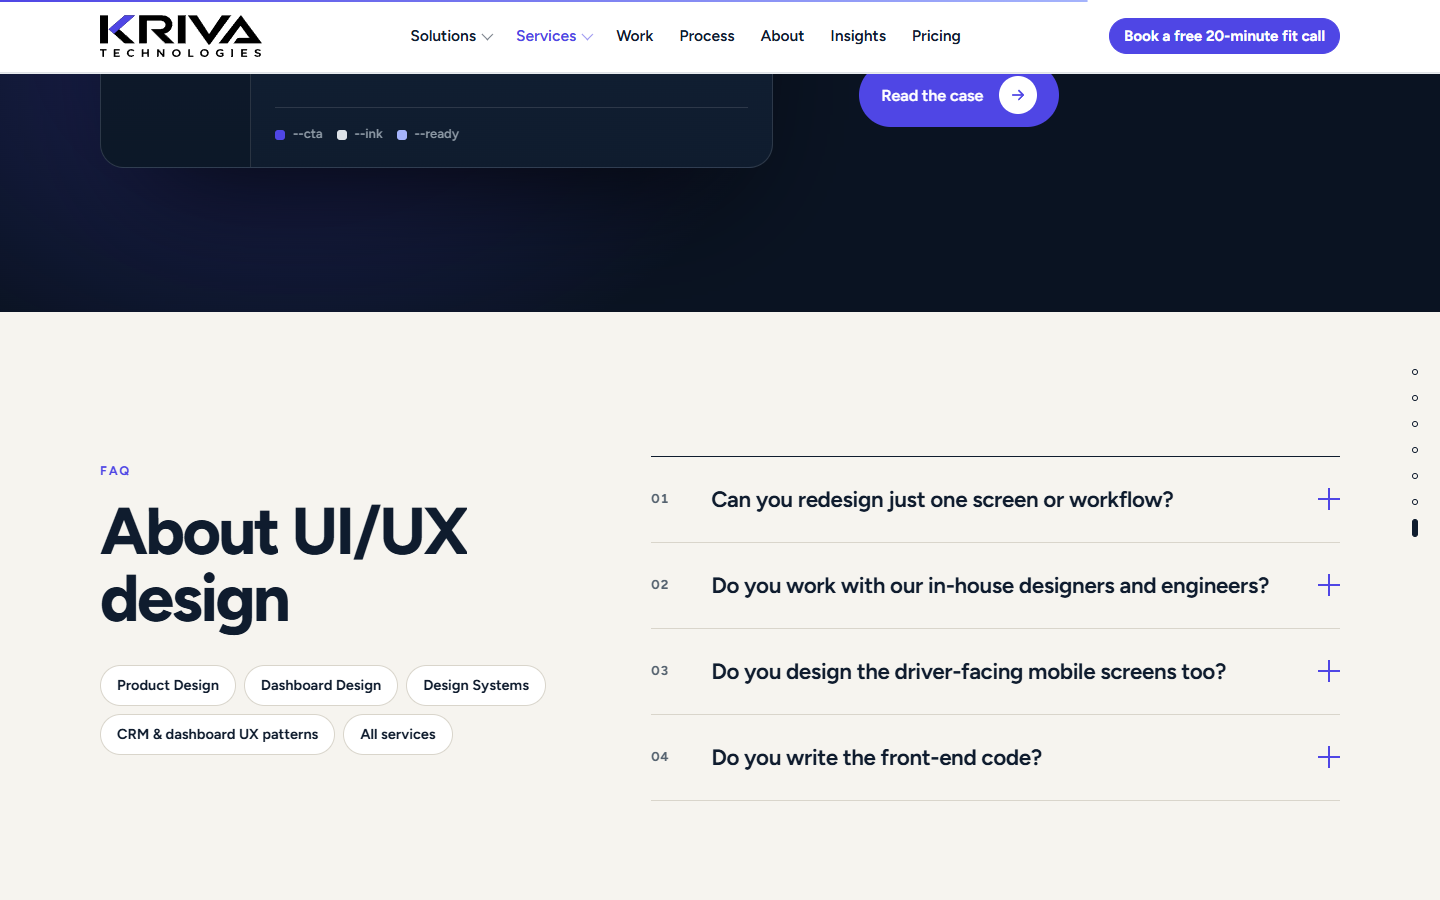 KRIVA
TECHNOLOGIES
Solutions
Services
Work
Process
About
Insights
Pricing
Book a free 20-minute fit call
--cta
--ink
--ready
Read the case
FAQ
About UI/UX
design
Product Design
Dashboard Design
Design Systems
CRM & dashboard UX patterns
All services
01
Can you redesign just one screen or workflow?
02
Do you work with our in-house designers and engineers?
03
Do you design the driver-facing mobile screens too?
04
Do you write the front-end code?